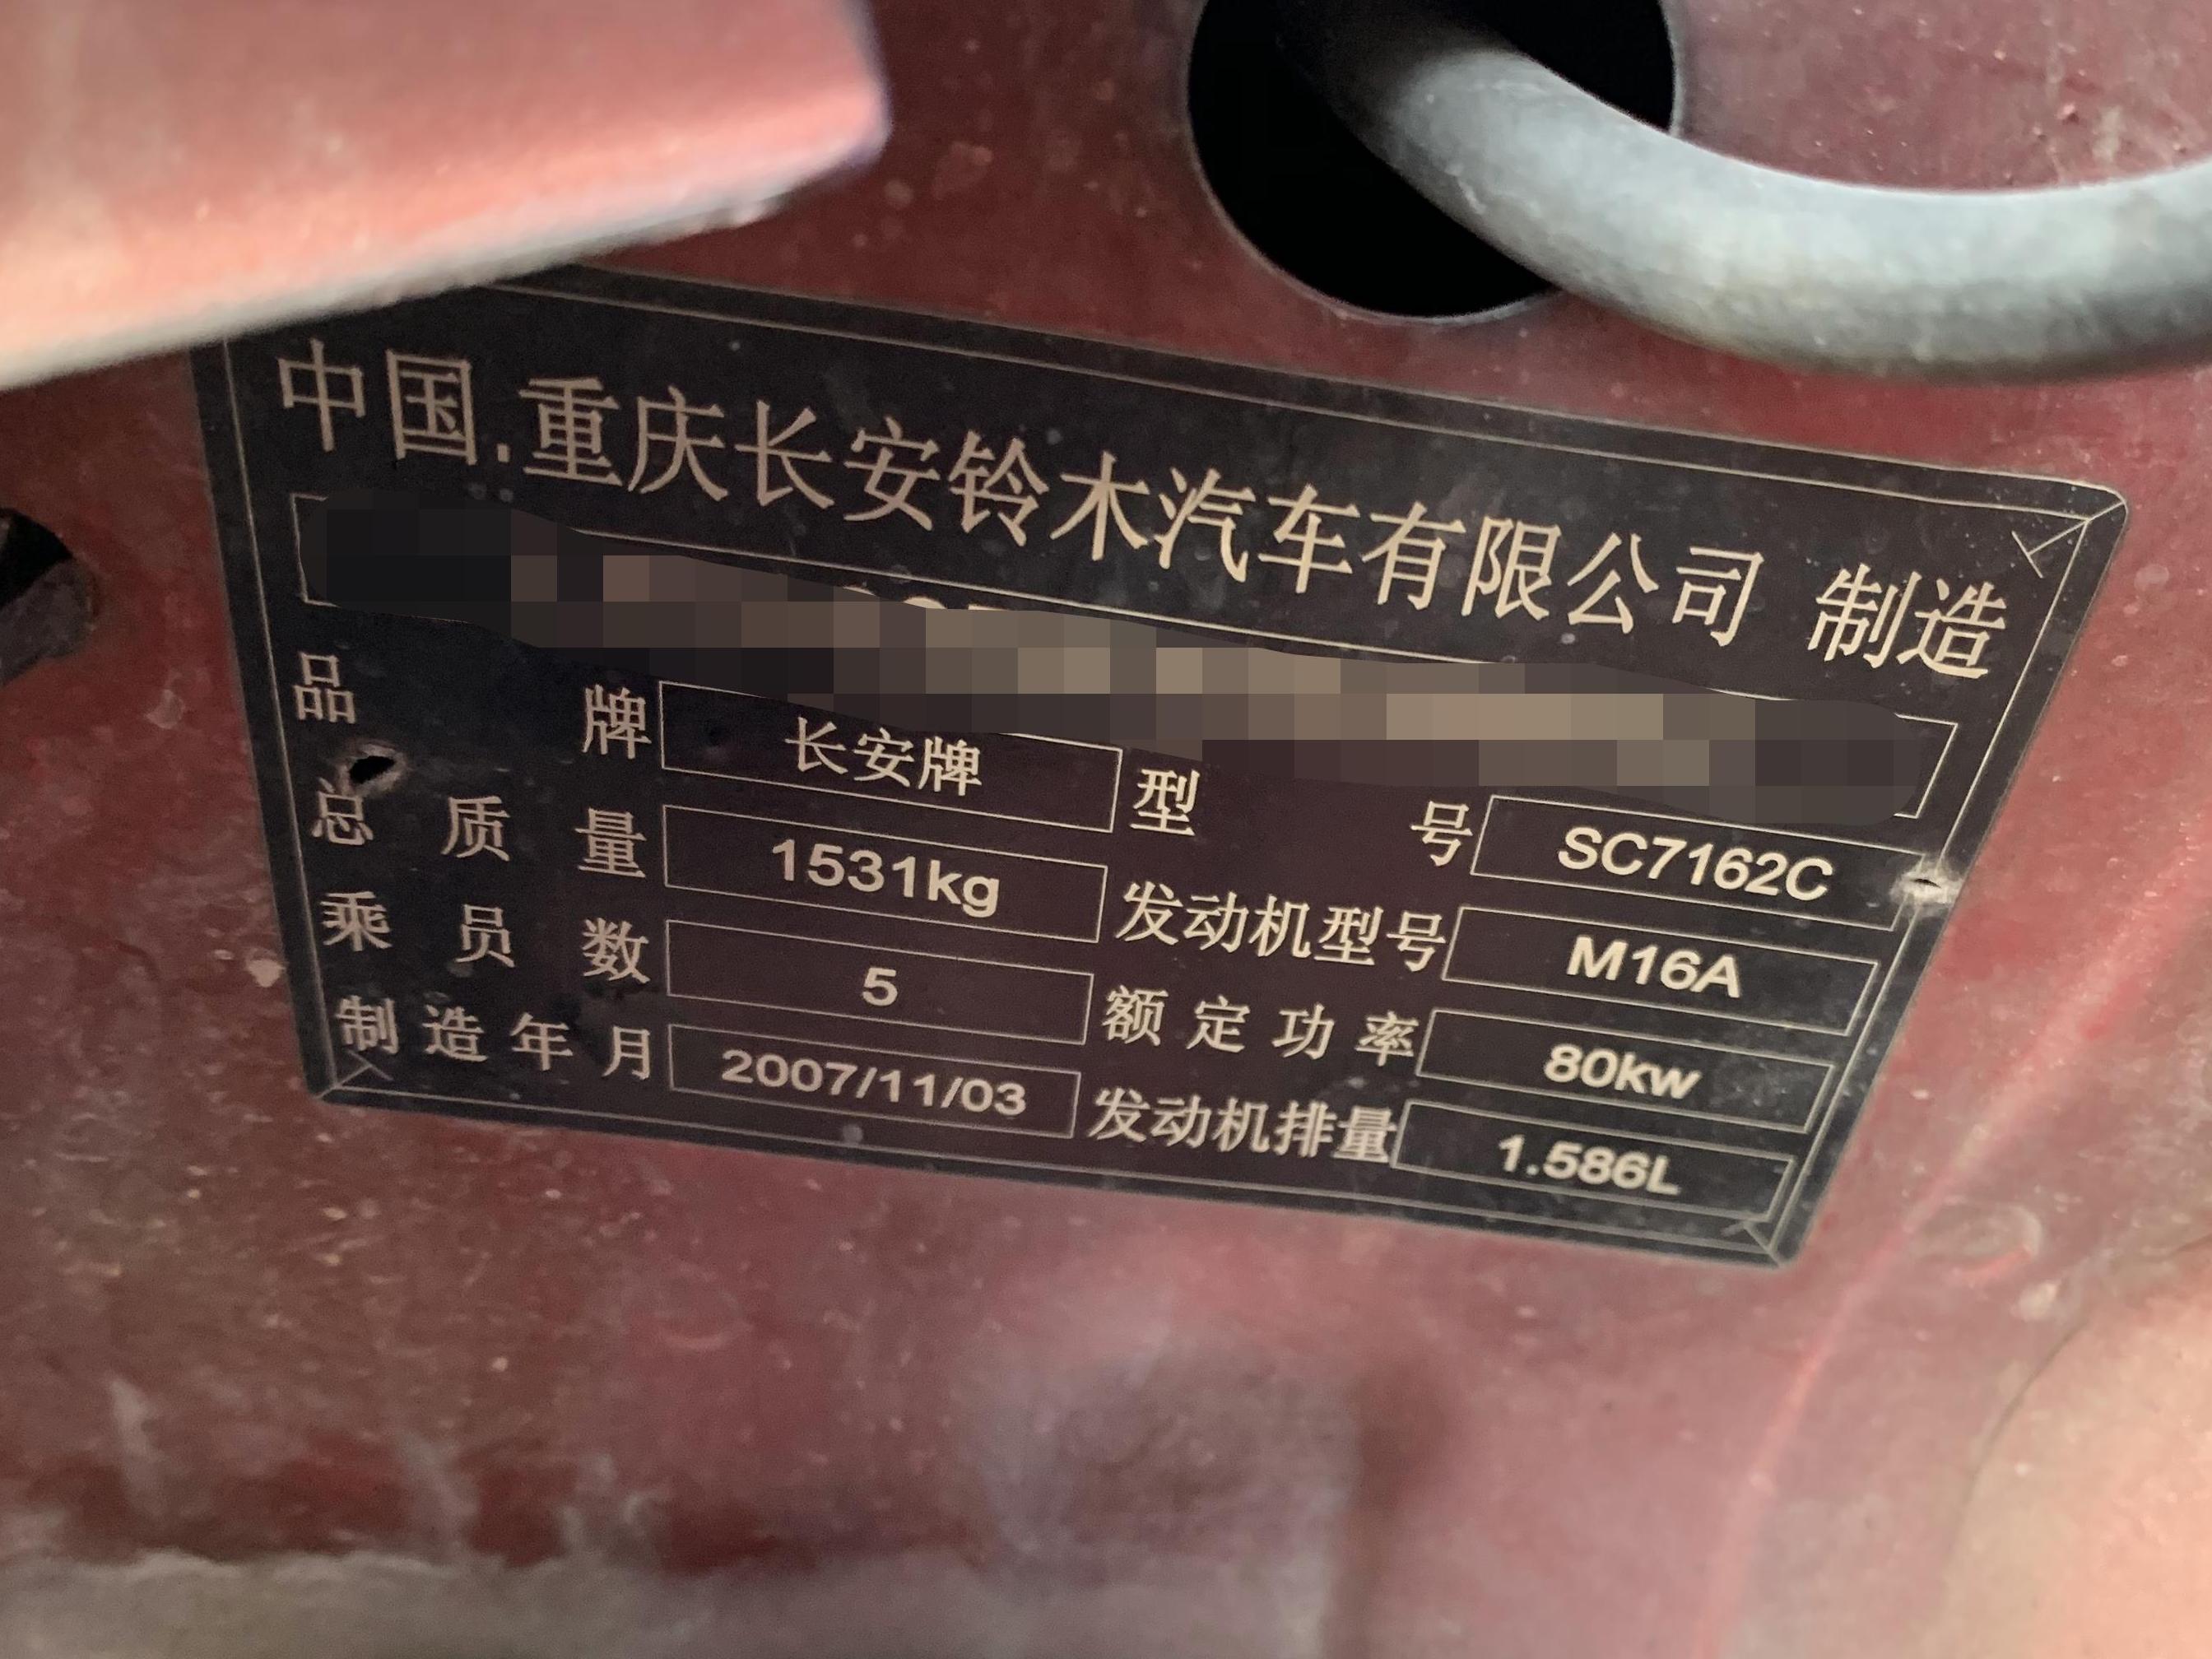 中国.重庆长安铃木汽车有限公司 制造
品 牌 长安牌 型 号 SC7162C
总 质 量 1531kg 发动机型号 M16A
乘 员 数 5 额 定 功 率 80kw
制 造 年 月 2007/11/03 发动机排量 1.586L